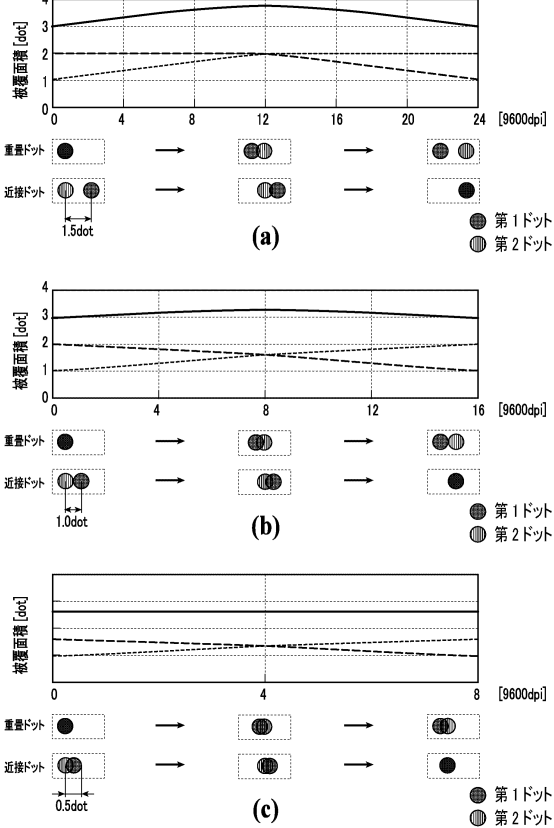 4
3
2
1
0
被覆面積[dot]
0 4 8 12 16 20 24 [9600dpi]
重畳ドット
近接ドット
1.5dot
(a)
第1ドット
第2ドット
4
3
2
1
0
被覆面積[dot]
0 4 8 12 16 [9600dpi]
重畳ドット
近接ドット
1.0dot
(b)
第1ドット
第2ドット
被覆面積[dot]
0 4 8 [9600dpi]
重畳ドット
近接ドット
0.5dot
(c)
第1ドット
第2ドット